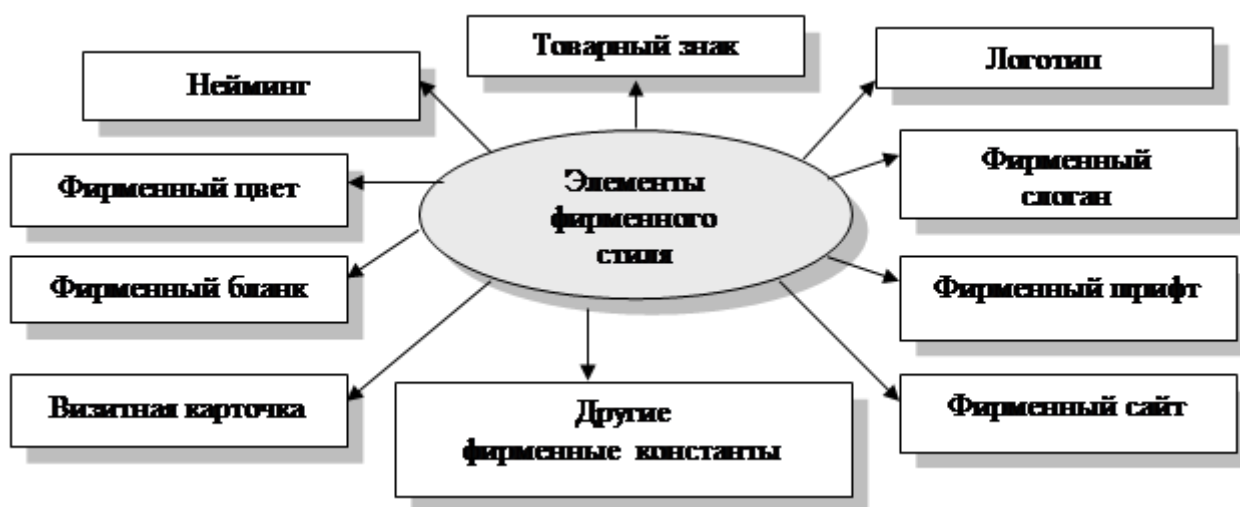 Товарный знак
Логотип
Нейминг
Фирменный
слоган
Фирменный цвет
Элементы
фирменного
стиля
Фирменный бланк
Фирменный шрифт
Визитная карточка
Другие
фирменные константы
Фирменный сайт